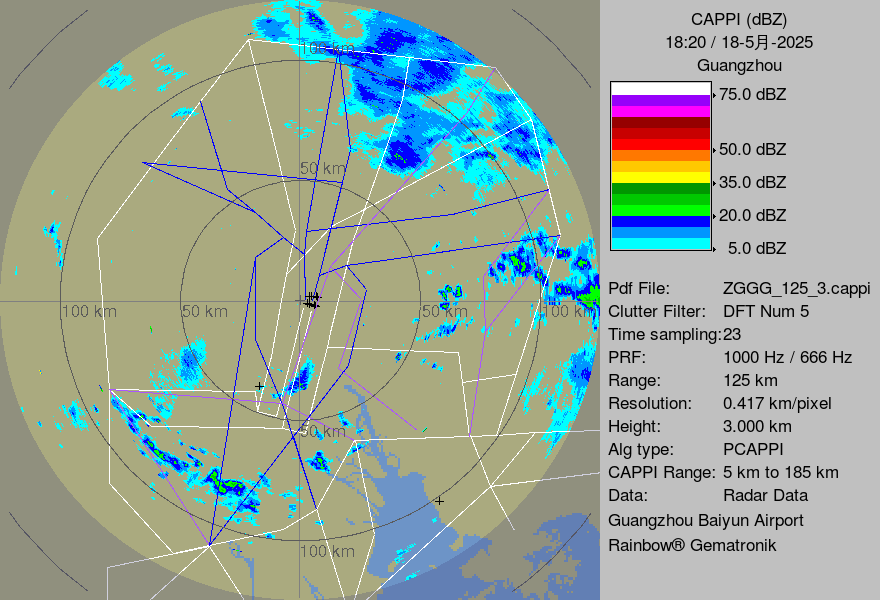 CAPPI (dBZ)
18:20 / 18-5月-2025
Guangzhou
75.0 dBZ
50.0 dBZ
35.0 dBZ
20.0 dBZ
5.0 dBZ
Pdf File: ZGGG_125_3.cappi
Clutter Filter: DFT Num 5
Time sampling:23
PRF: 1000 Hz / 666 Hz
Range: 125 km
Resolution: 0.417 km/pixel
Height: 3.000 km
Alg type: PCAPPI
CAPPI Range: 5 km to 185 km
Data: Radar Data
Guangzhou Baiyun Airport
Rainbow® Gematronik
100 km
50 km
100 km
50 km
50 km
100 km
50 km
100 km